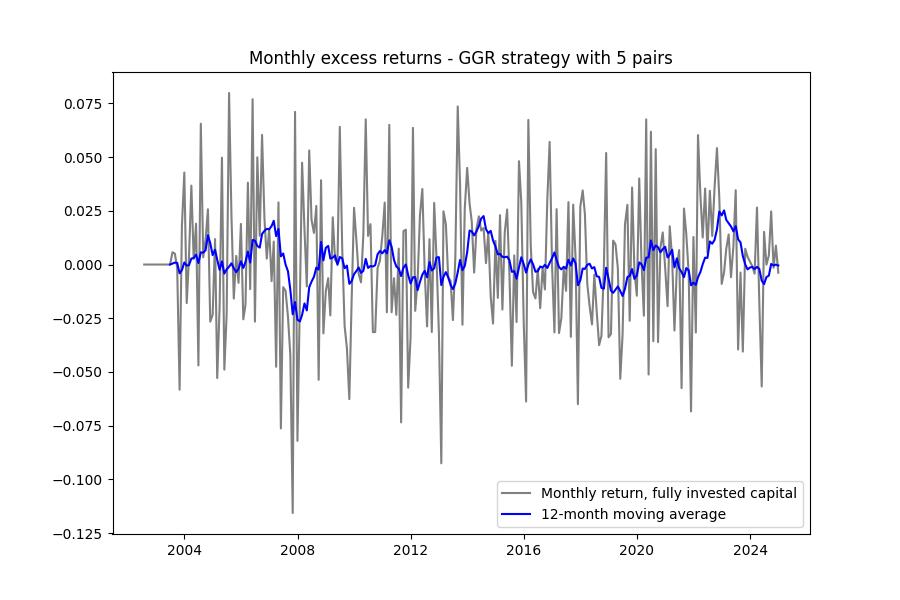 Monthly excess returns - GGR strategy with 5 pairs
0.075
0.050
0.025
0.000
−0.025
−0.050
−0.075
−0.100
−0.125
Monthly return, fully invested capital
12-month moving average
2004 2008 2012 2016 2020 2024